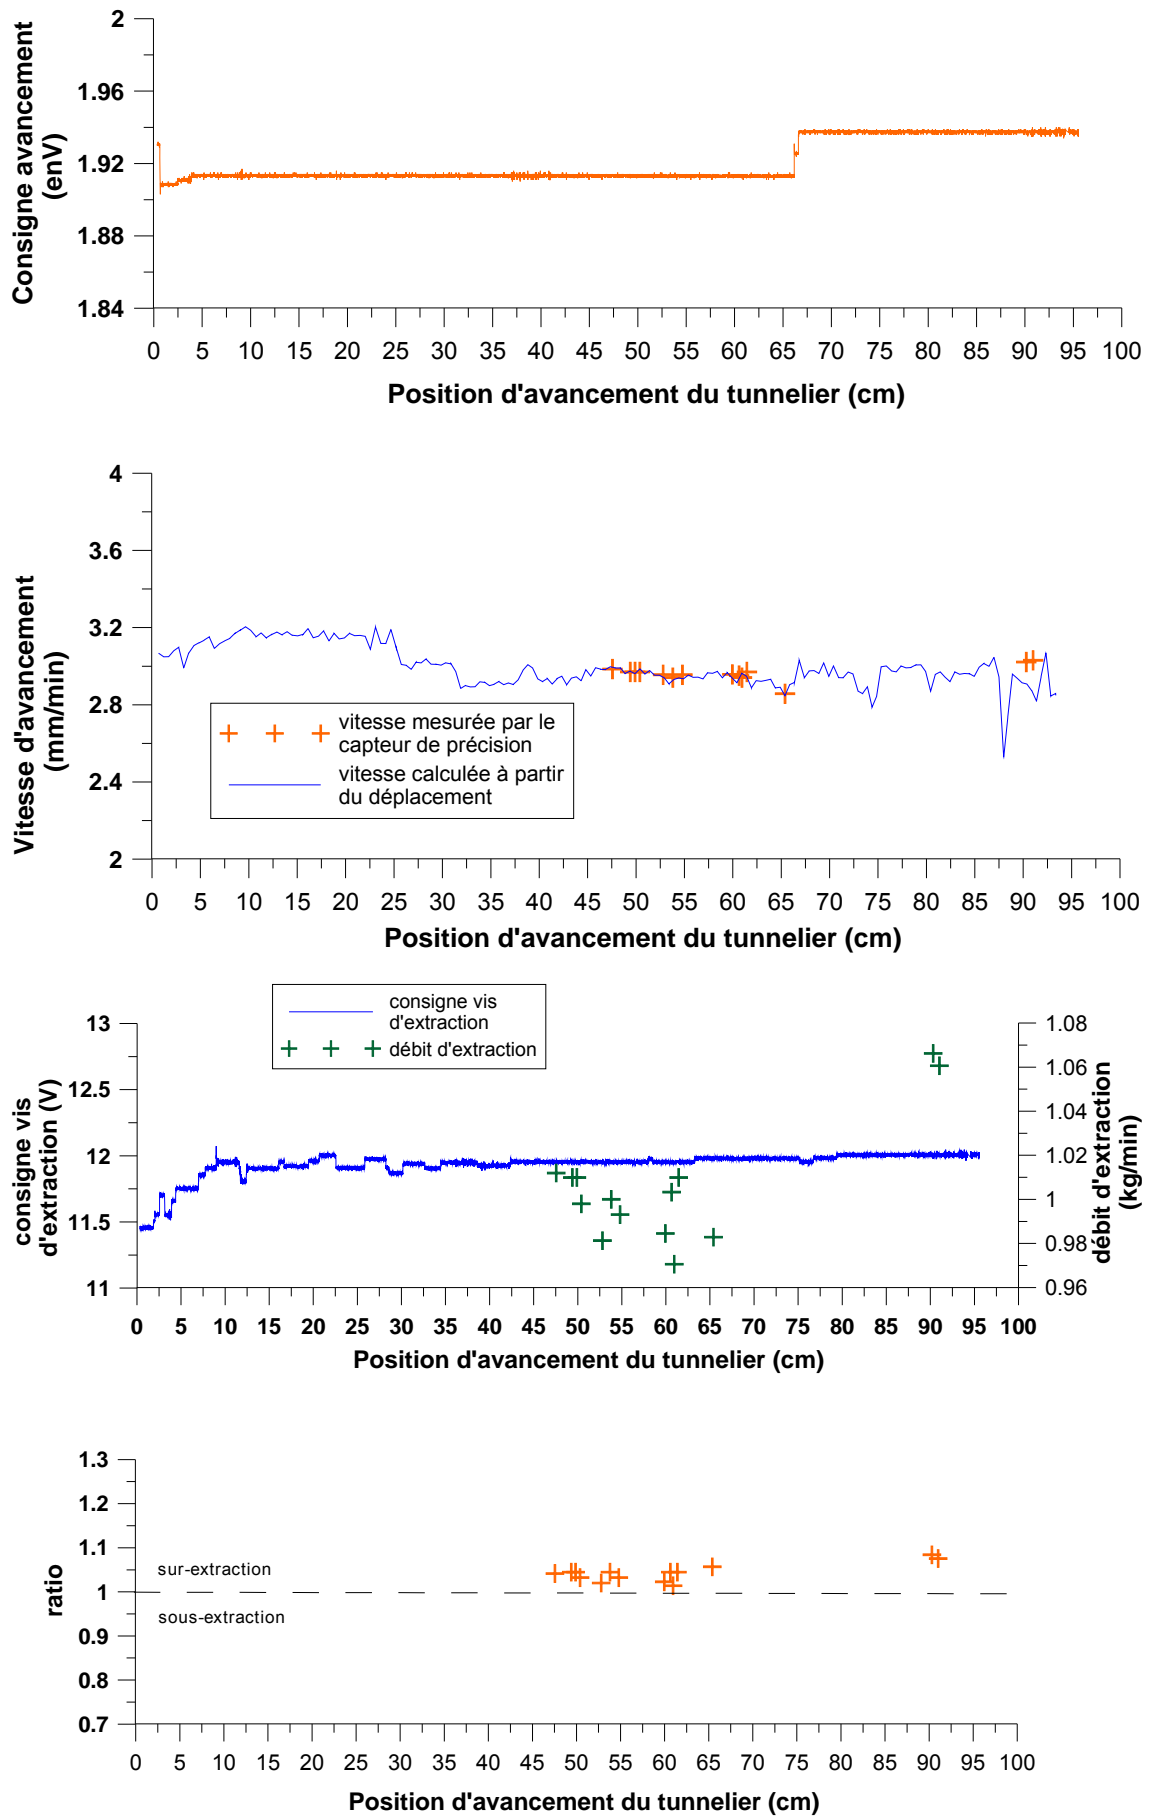 Consigne avancement
(enV)
2
1.96
1.92
1.88
1.84
0 5 10 15 20 25 30 35 40 45 50 55 60 65 70 75 80 85 90 95 100
Position d'avancement du tunnelier (cm)
Vitesse d'avancement
(mm/min)
4
3.6
3.2
2.8
2.4
2
vitesse mesurée par le
capteur de précision
vitesse calculée à partir
du déplacement
0 5 10 15 20 25 30 35 40 45 50 55 60 65 70 75 80 85 90 95 100
Position d'avancement du tunnelier (cm)
consigne vis
d'extraction
débit d'extraction
consigne vis
d'extraction (V)
13
12.5
12
11.5
11
1.08
1.06
1.04
1.02
1
0.98
0.96
débit d'extraction
(kg/min)
0 5 10 15 20 25 30 35 40 45 50 55 60 65 70 75 80 85 90 95 100
Position d'avancement du tunnelier (cm)
ratio
1.3
1.2
1.1
1
0.9
0.8
0.7
sur-extraction
sous-extraction
0 5 10 15 20 25 30 35 40 45 50 55 60 65 70 75 80 85 90 95 100
Position d'avancement du tunnelier (cm)